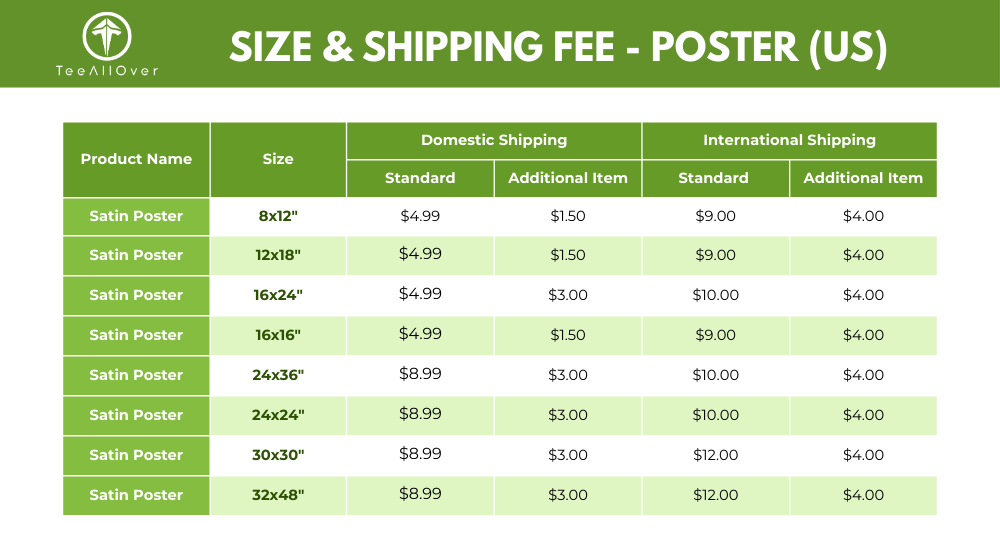 TeeAllOver
SIZE & SHIPPING FEE - POSTER (US)
Product Name Size Domestic Shipping International Shipping
Standard Additional Item Standard Additional Item
Satin Poster 8x12" $4.99 $1.50 $9.00 $4.00
Satin Poster 12x18" $4.99 $1.50 $9.00 $4.00
Satin Poster 16x24" $4.99 $3.00 $10.00 $4.00
Satin Poster 16x16" $4.99 $1.50 $9.00 $4.00
Satin Poster 24x36" $8.99 $3.00 $10.00 $4.00
Satin Poster 24x24" $8.99 $3.00 $10.00 $4.00
Satin Poster 30x30" $8.99 $3.00 $12.00 $4.00
Satin Poster 32x48" $8.99 $3.00 $12.00 $4.00